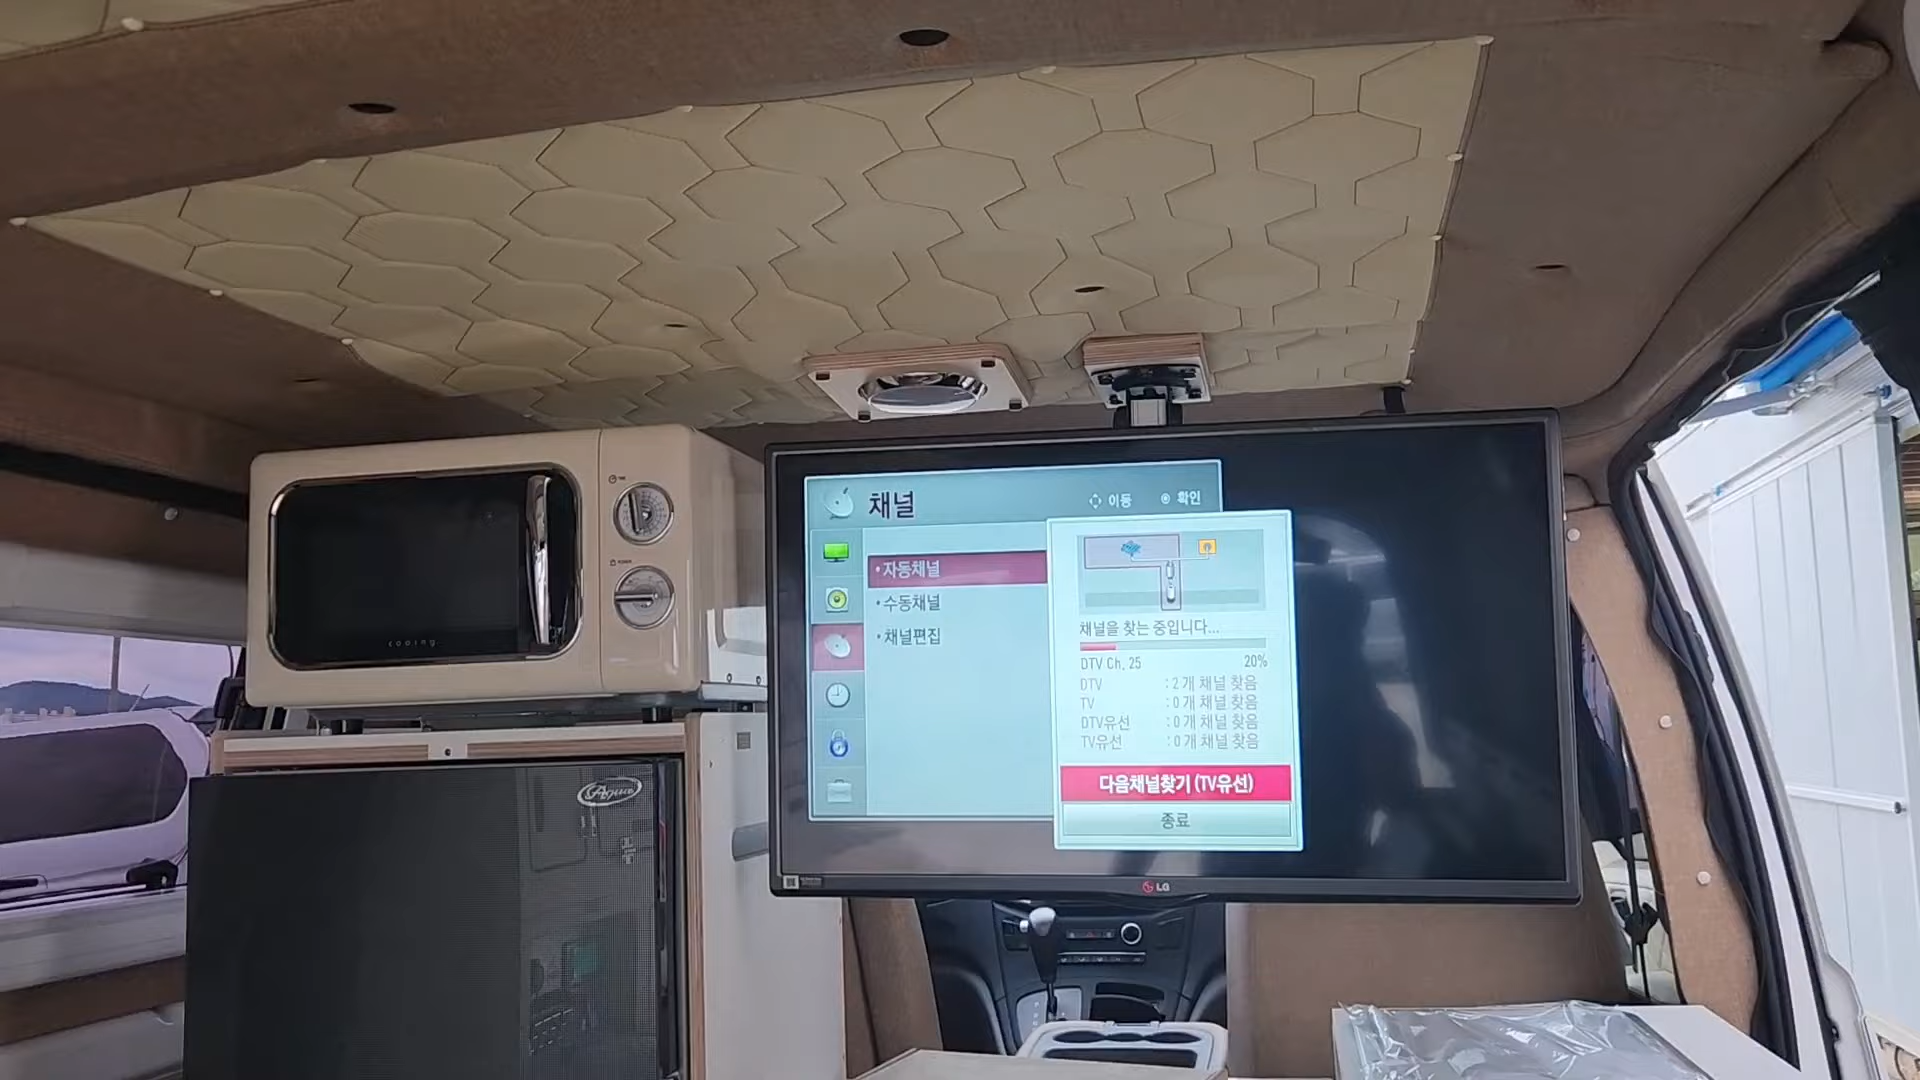 채널
이동
확인
•자동채널
•수동채널
•채널편집
채널을 찾는 중입니다...
DTV Ch. 25 20%
DTV : 2 개 채널 찾음
TV : 0 개 채널 찾음
DTV유선 : 0 개 채널 찾음
TV유선 : 0 개 채널 찾음
다음채널찾기 (TV유선)
종료
LG
cooing
Aqua